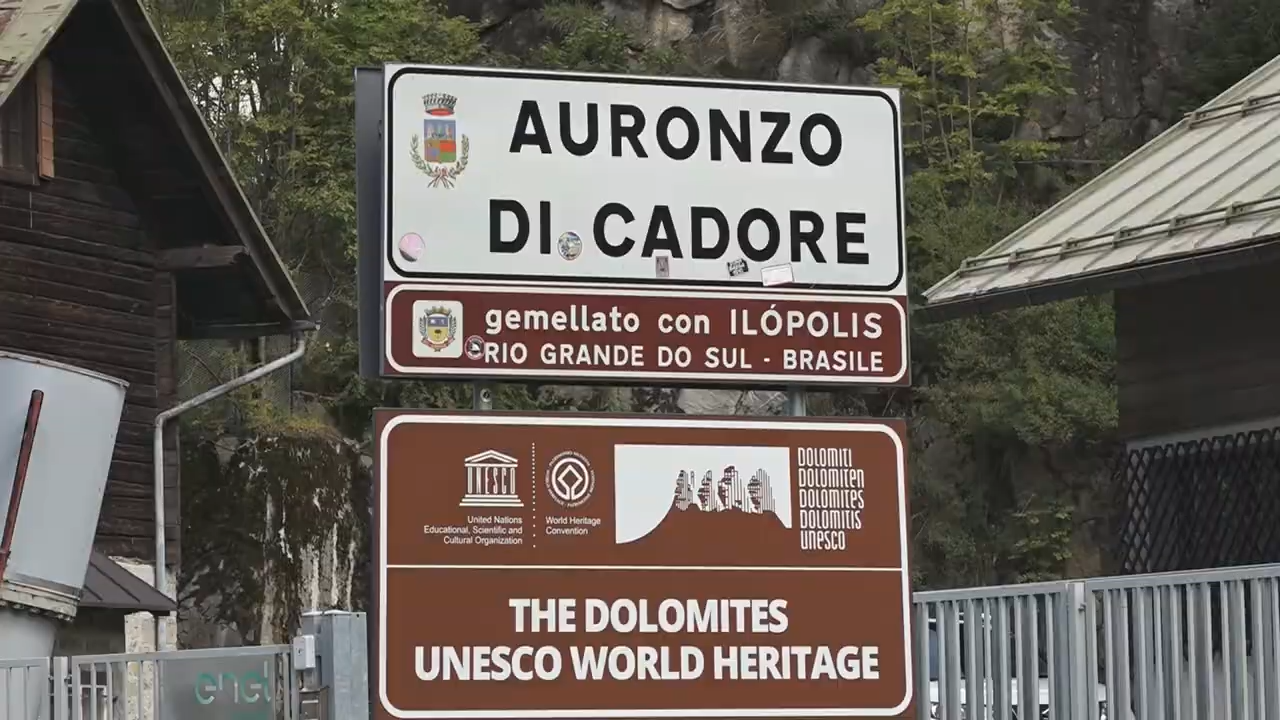 AURONZO
DI CADORE
gemellato con ILÓPOLIS
RIO GRANDE DO SUL - BRASILE
UNESCO
United Nations
Educational, Scientific and
Cultural Organization
World Heritage
Convention
DOLOMITI
DOLOMITEN
DOLOMITES
DOLOMITIS
UNESCO
THE DOLOMITES
UNESCO WORLD HERITAGE
enel